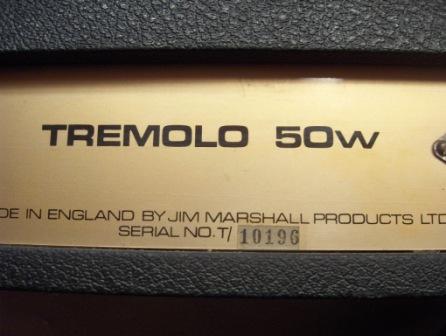 TREMOLO 50W
DE IN ENGLAND BY JIM MARSHALL PRODUCTS LTD
SERIAL NO. T/ 10196